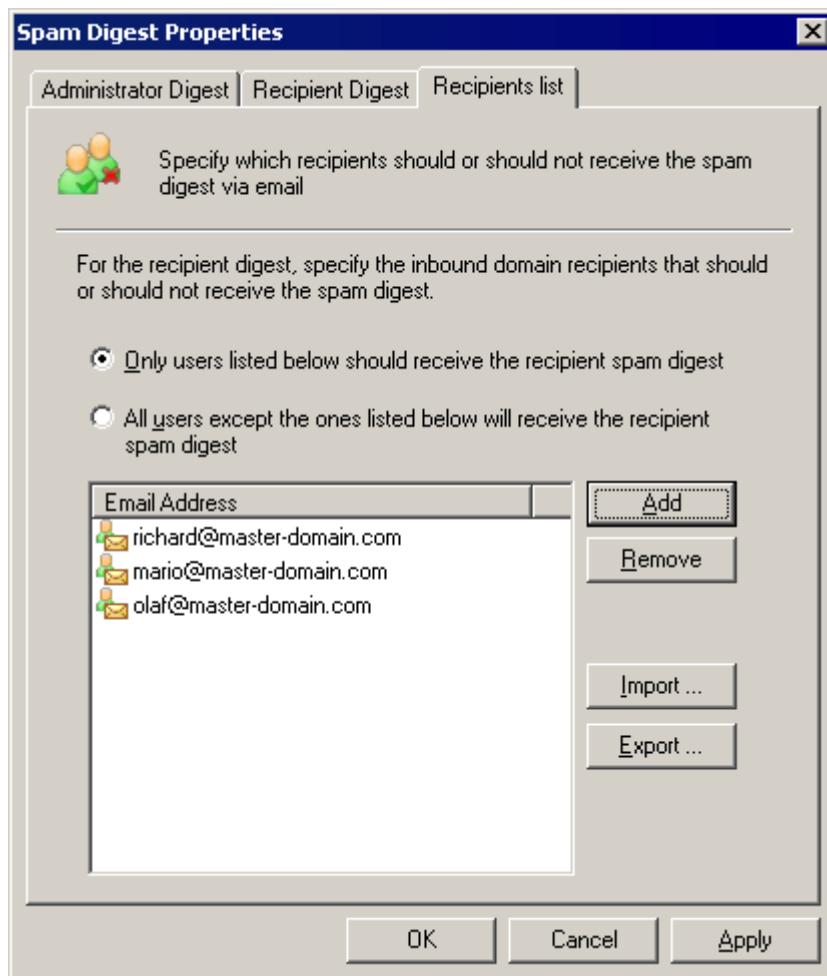 Spam Digest Properties
Administrator Digest Recipient Digest Recipients list
Specify which recipients should or should not receive the spam
digest via email
For the recipient digest, specify the inbound domain recipients that should
or should not receive the spam digest.
Only users listed below should receive the recipient spam digest
All users except the ones listed below will receive the recipient
spam digest
Email Address
richard@master-domain.com
mario@master-domain.com
olaf@master-domain.com
Add
Remove
Import ...
Export ...
OK Cancel Apply